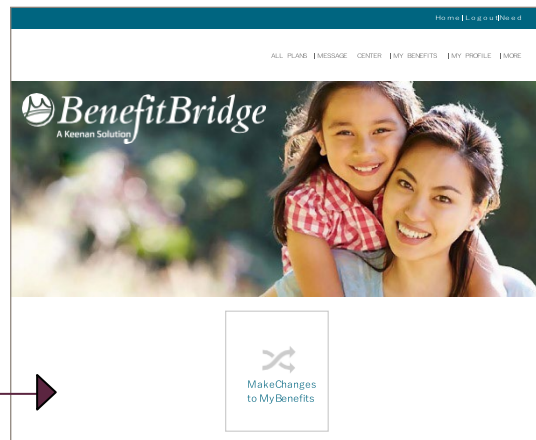 Home | Logout | Need
ALL PLANS | MESSAGE CENTER | MY BENEFITS | MY PROFILE | MORE
BenefitBridge
A Keenan Solution
MakeChanges
to MyBenefits